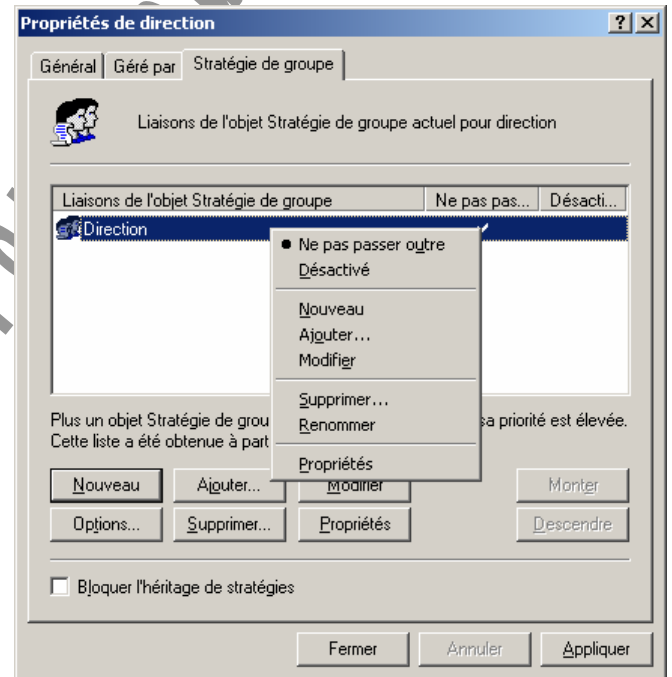 Propriétés de direction
Général Géré par Stratégie de groupe
Liaisons de l'objet Stratégie de groupe actuel pour direction
Liaisons de l'objet Stratégie de groupe Ne pas pas... Désacti...
Direction
Ne pas passer outre
Désactivé
Nouveau
Ajouter...
Modifier
Supprimer...
Renommer
Propriétés
Plus un objet Stratégie de grou sa priorité est élevée.
Cette liste a été obtenue à part
Nouveau Ajouter... Modifier Monter
Options... Supprimer... Propriétés Descendre
Bloquer l'héritage de stratégies
Fermer Annuler Appliquer